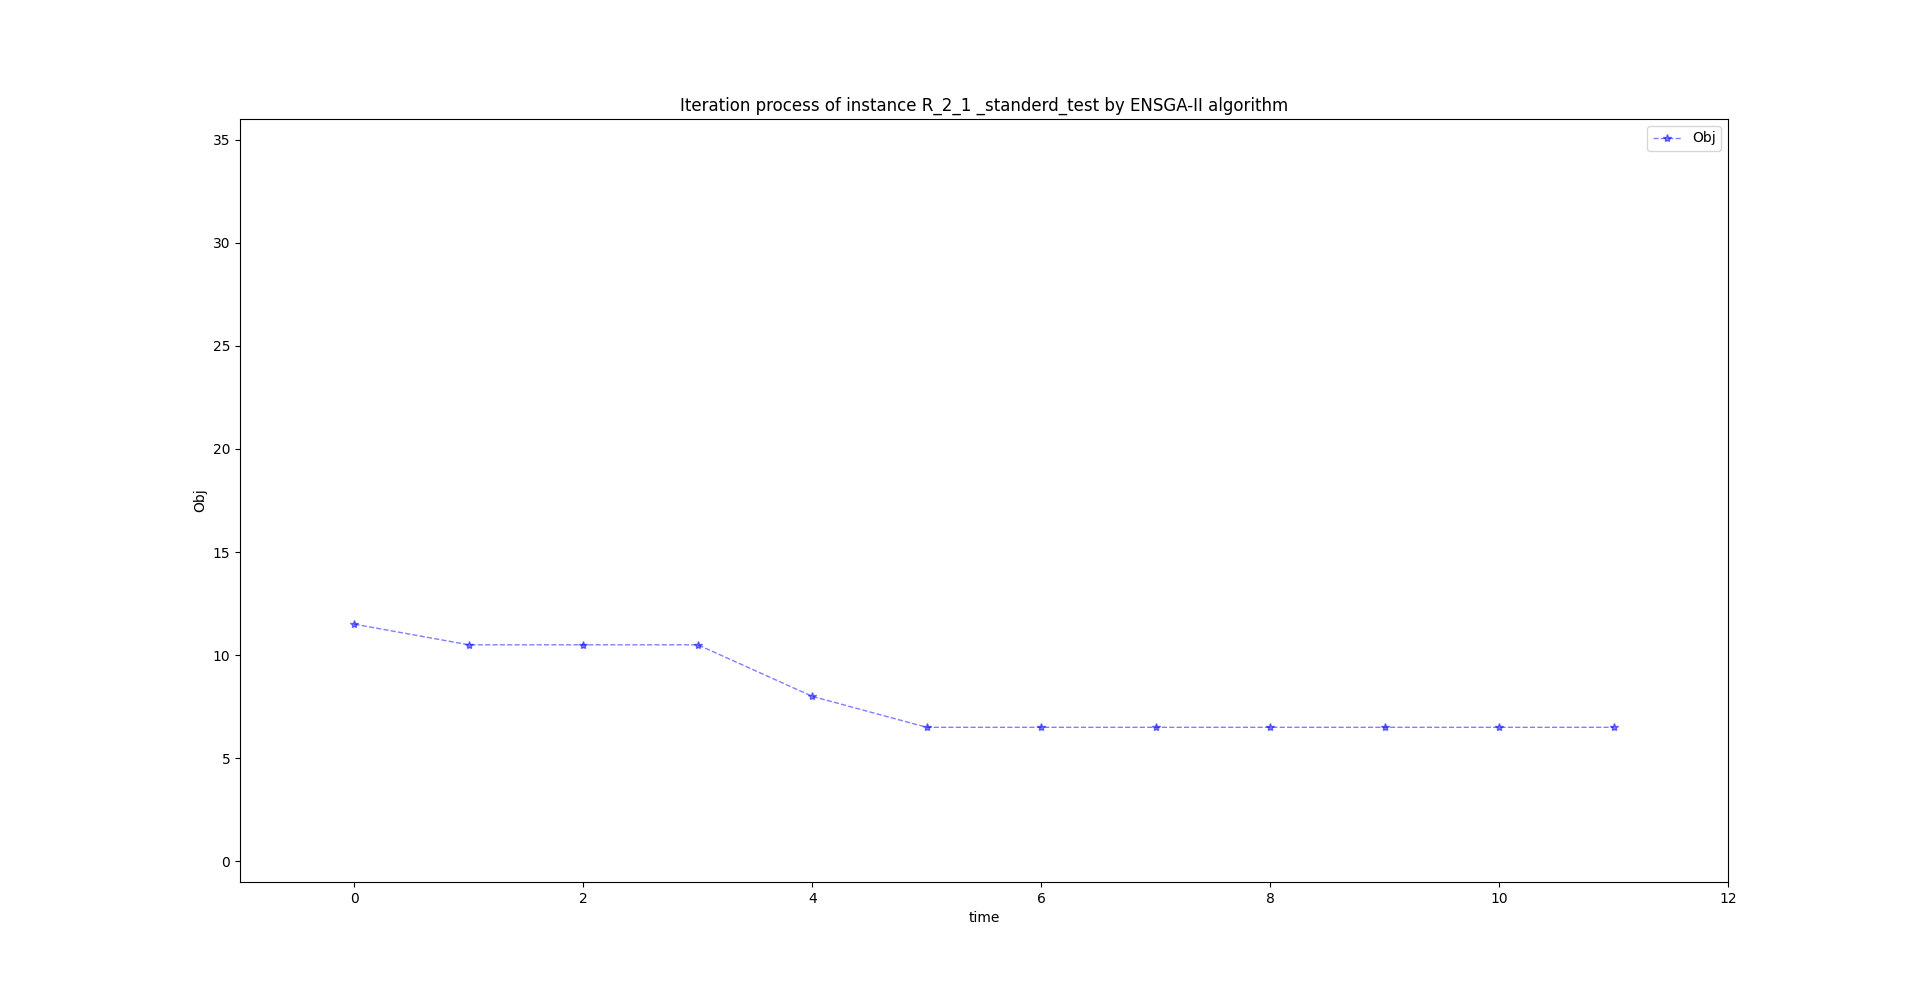 Iteration process of instance R_2_1 _standerd_test by ENSGA-II algorithm
Obj
35
30
25
20
15
10
5
0
Obj
0 2 4 6 8 10 12
time